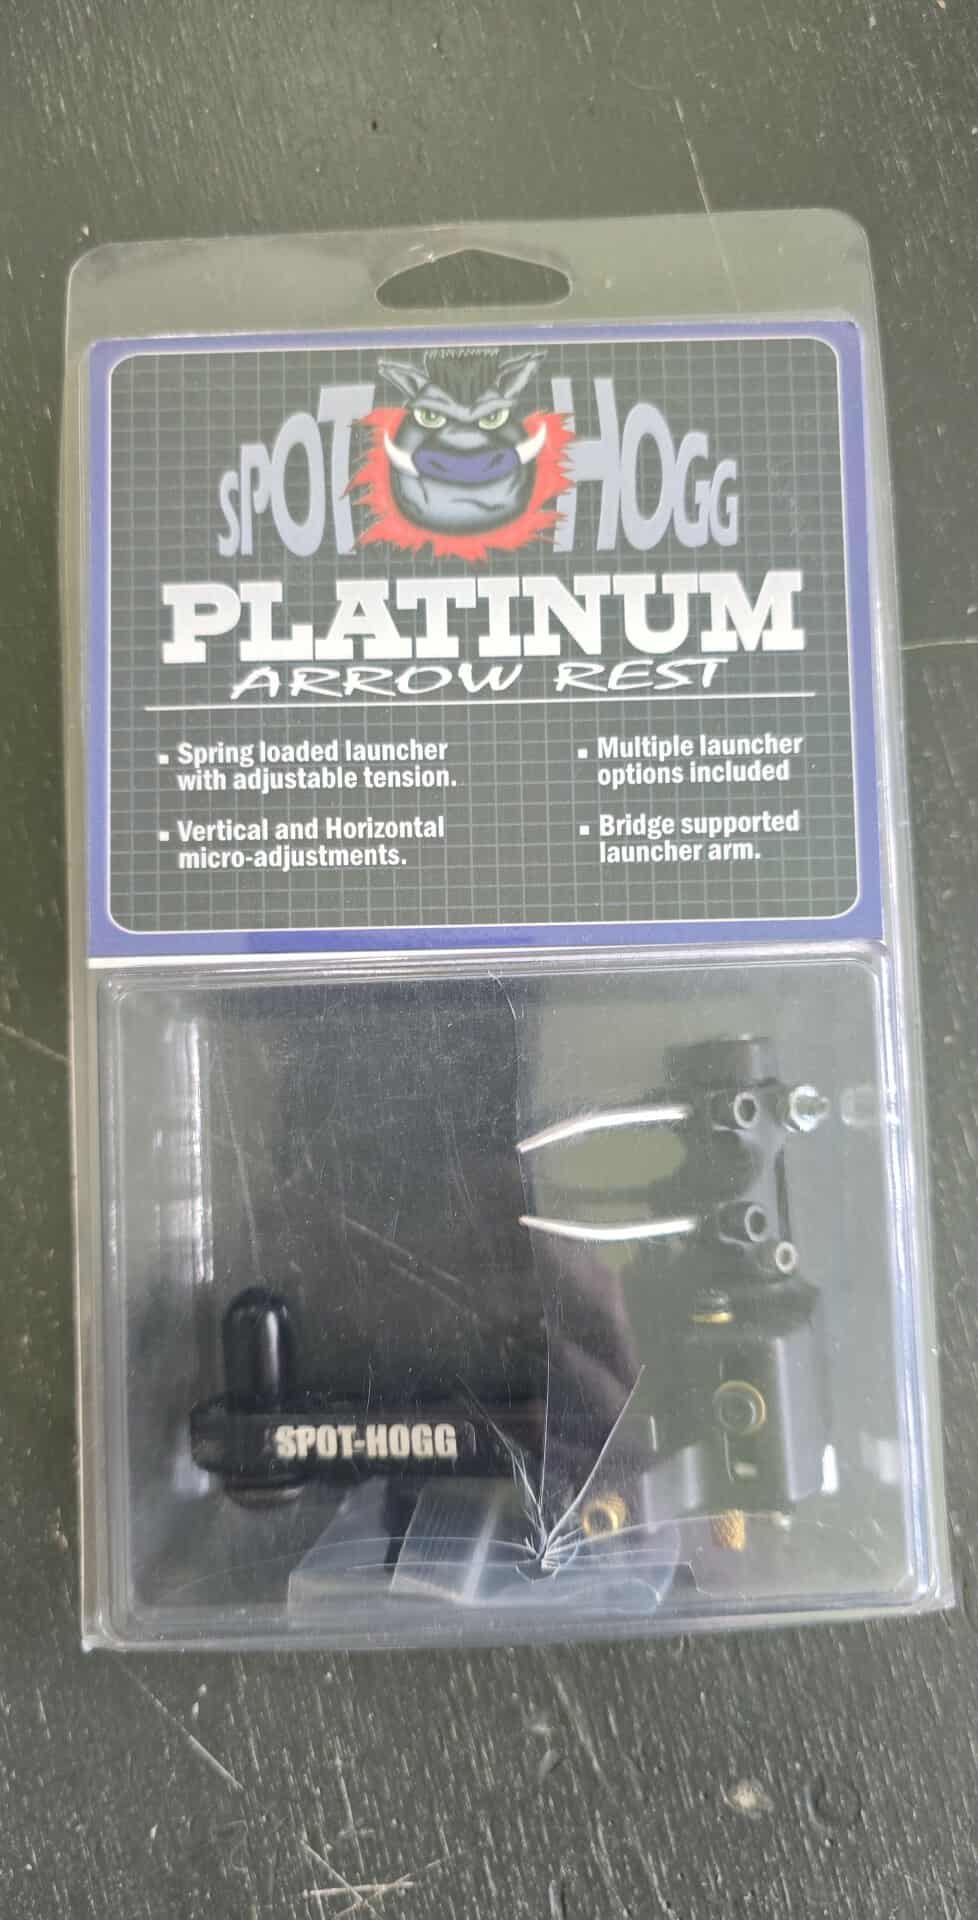 SPOT HOGG
PLATINUM
ARROW REST
▪ Spring loaded launcher
with adjustable tension.
▪ Vertical and Horizontal
micro-adjustments.
▪ Multiple launcher
options included
▪ Bridge supported
launcher arm.
SPOT-HOGG